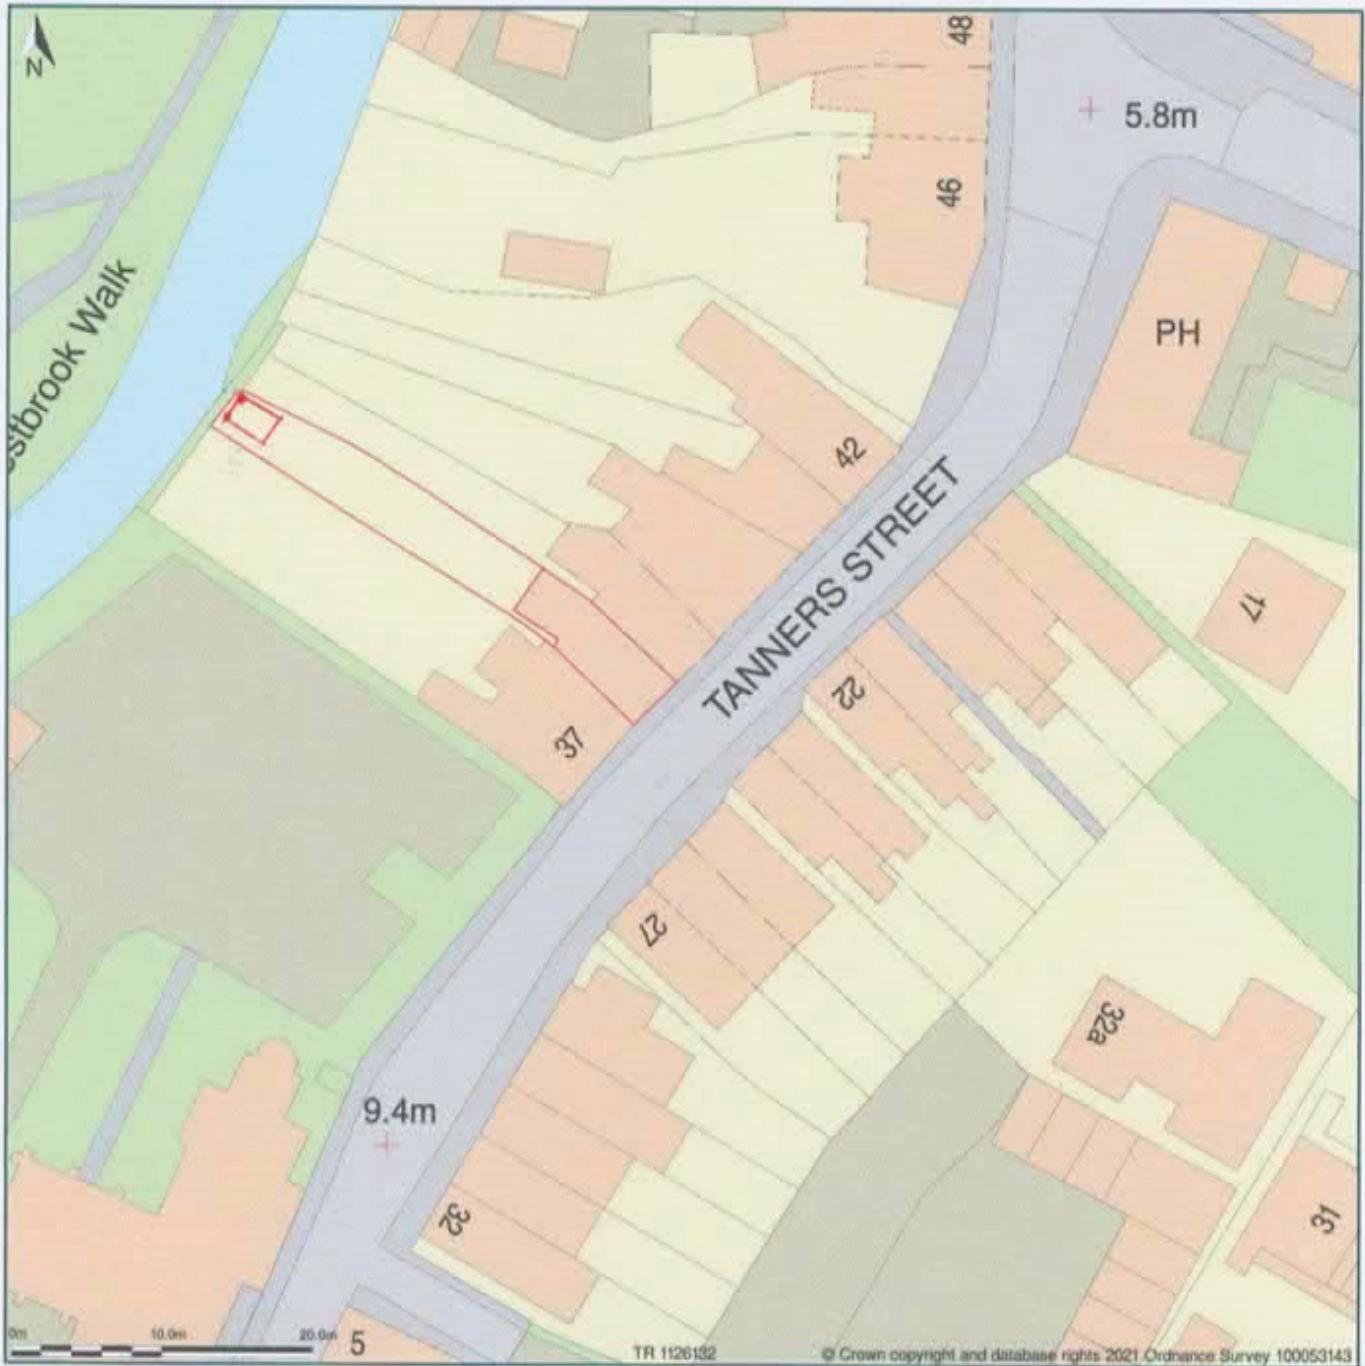 N
48
5.8m
46
PH
stbrook Walk
42
TANNERS STREET
17
22
37
27
32a
9.4m
32
31
0m 10.0m 20.0m
5
TR 1126132
© Crown copyright and database rights 2021 Ordnance Survey 100053143